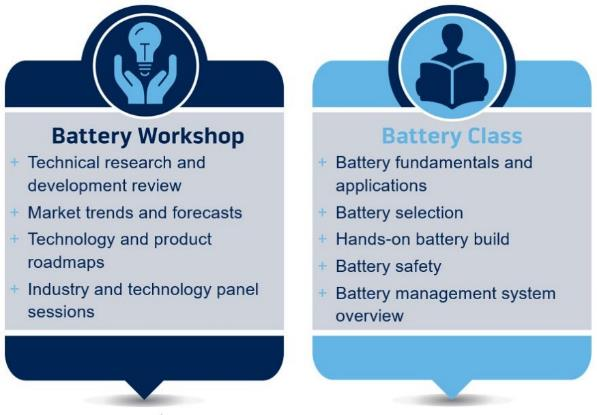 Battery Workshop
+ Technical research and
development review
+ Market trends and forecasts
+ Technology and product
roadmaps
+ Industry and technology panel
sessions
Battery Class
+ Battery fundamentals and
applications
+ Battery selection
+ Hands-on battery build
+ Battery safety
+ Battery management system
overview